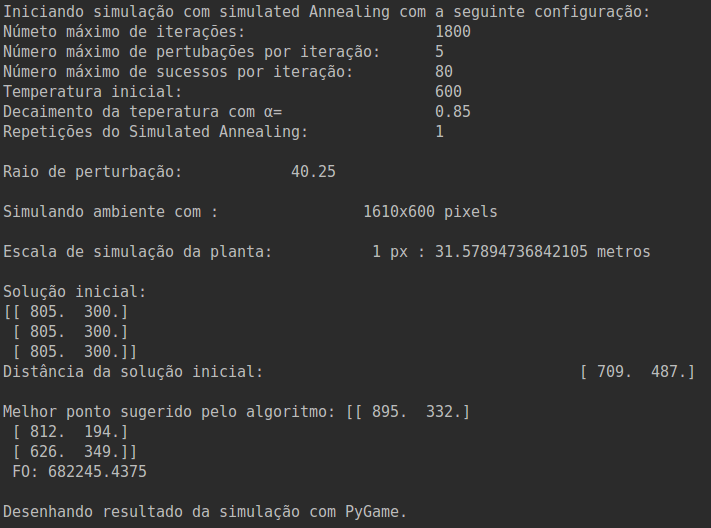 Iniciando simulação com simulated Annealing com a seguinte configuração:
Númeto máximo de iterações: 1800
Número máximo de pertubações por iteração: 5
Número máximo de sucessos por iteração: 80
Temperatura inicial: 600
Decaimento da teperatura com α= 0.85
Repetições do Simulated Annealing: 1
Raio de perturbação: 40.25
Simulando ambiente com : 1610x600 pixels
Escala de simulação da planta: 1 px : 31.57894736842105 metros
Solução inicial:
[[ 805. 300.]
[ 805. 300.]
[ 805. 300.]]
Distância da solução inicial: [ 709. 487.]
Melhor ponto sugerido pelo algoritmo: [[ 895. 332.]
[ 812. 194.]
[ 626. 349.]]
FO: 682245.4375
Desenhando resultado da simulação com PyGame.